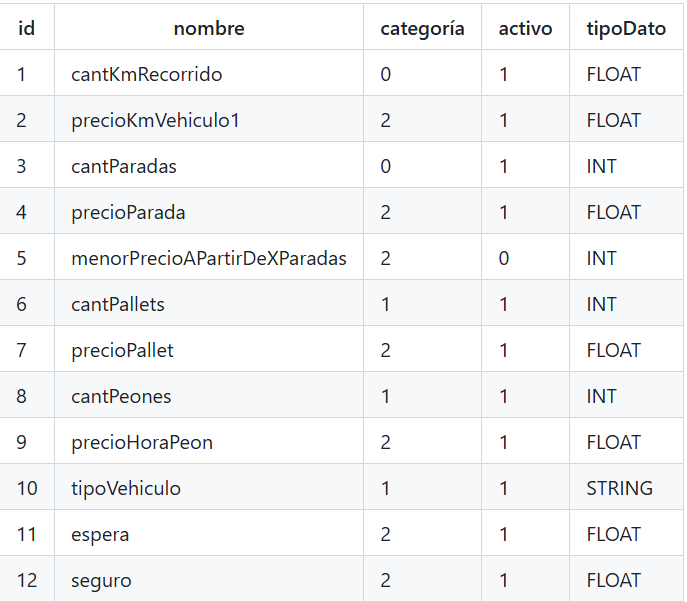 id nombre categoría activo tipoDato
1 cantKmRecorrido 0 1 FLOAT
2 precioKmVehiculo1 2 1 FLOAT
3 cantParadas 0 1 INT
4 precioParada 2 1 FLOAT
5 menorPrecioAPartirDeXParadas 2 0 INT
6 cantPallets 1 1 INT
7 precioPallet 2 1 FLOAT
8 cantPeones 1 1 INT
9 precioHoraPeon 2 1 FLOAT
10 tipoVehiculo 1 1 STRING
11 espera 2 1 FLOAT
12 seguro 2 1 FLOAT